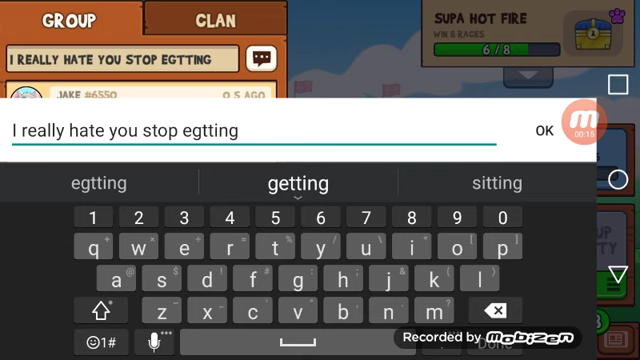 GROUP CLAN
SUPA HOT FIRE
WIN 8 RACES
6/8
I REALLY HATE YOU STOP EGTTING
JAKE #6550 0 S AGO
I really hate you stop egtting OK
00:15
egtting getting sitting
1 2 3 4 5 6 7 8 9 0
q w e r t y u i o p
a s d f g h j k l
z x c v b n m
1# Done
Recorded by Mobizen